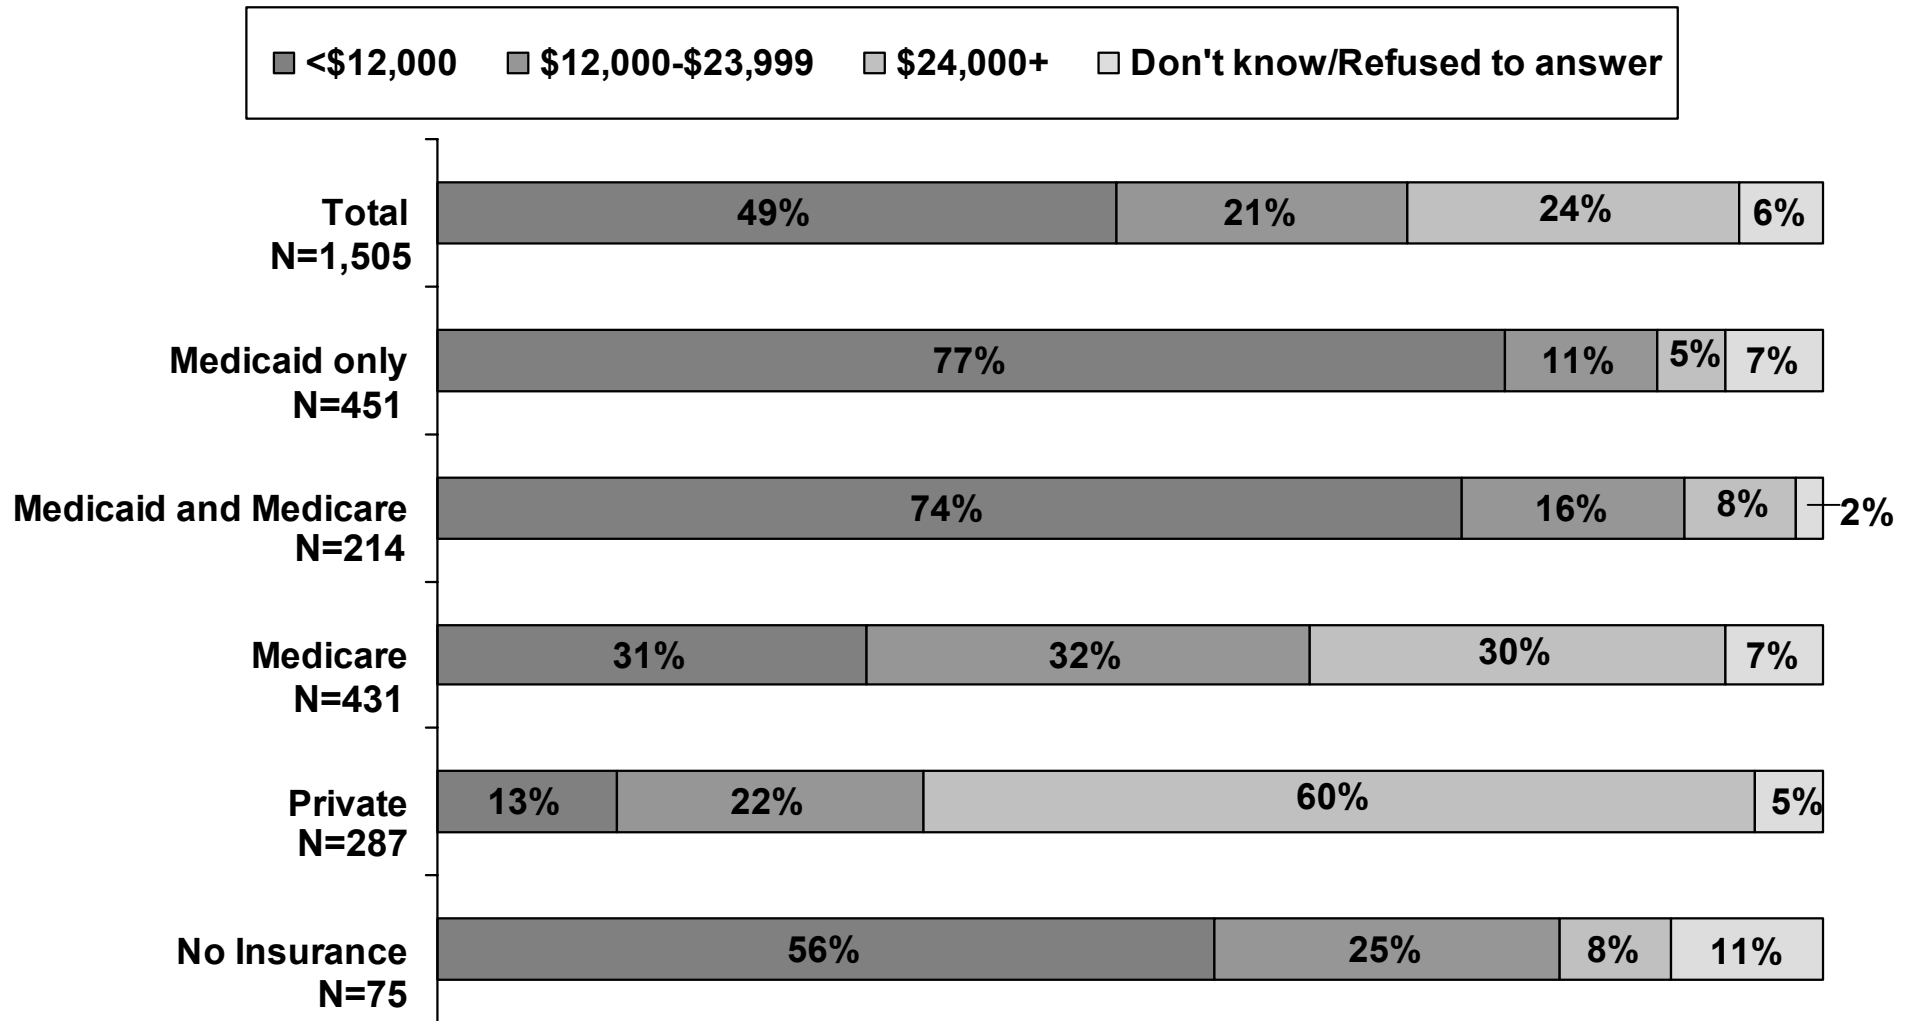 <$12,000 $12,000-$23,999 $24,000+ Don't know/Refused to answer
Total 49% 21% 24% 6%
N=1,505
Medicaid only 77% 11% 5% 7%
N=451
Medicaid and Medicare 74% 16% 8% 2%
N=214
Medicare 31% 32% 30% 7%
N=431
Private 13% 22% 60% 5%
N=287
No Insurance 56% 25% 8% 11%
N=75